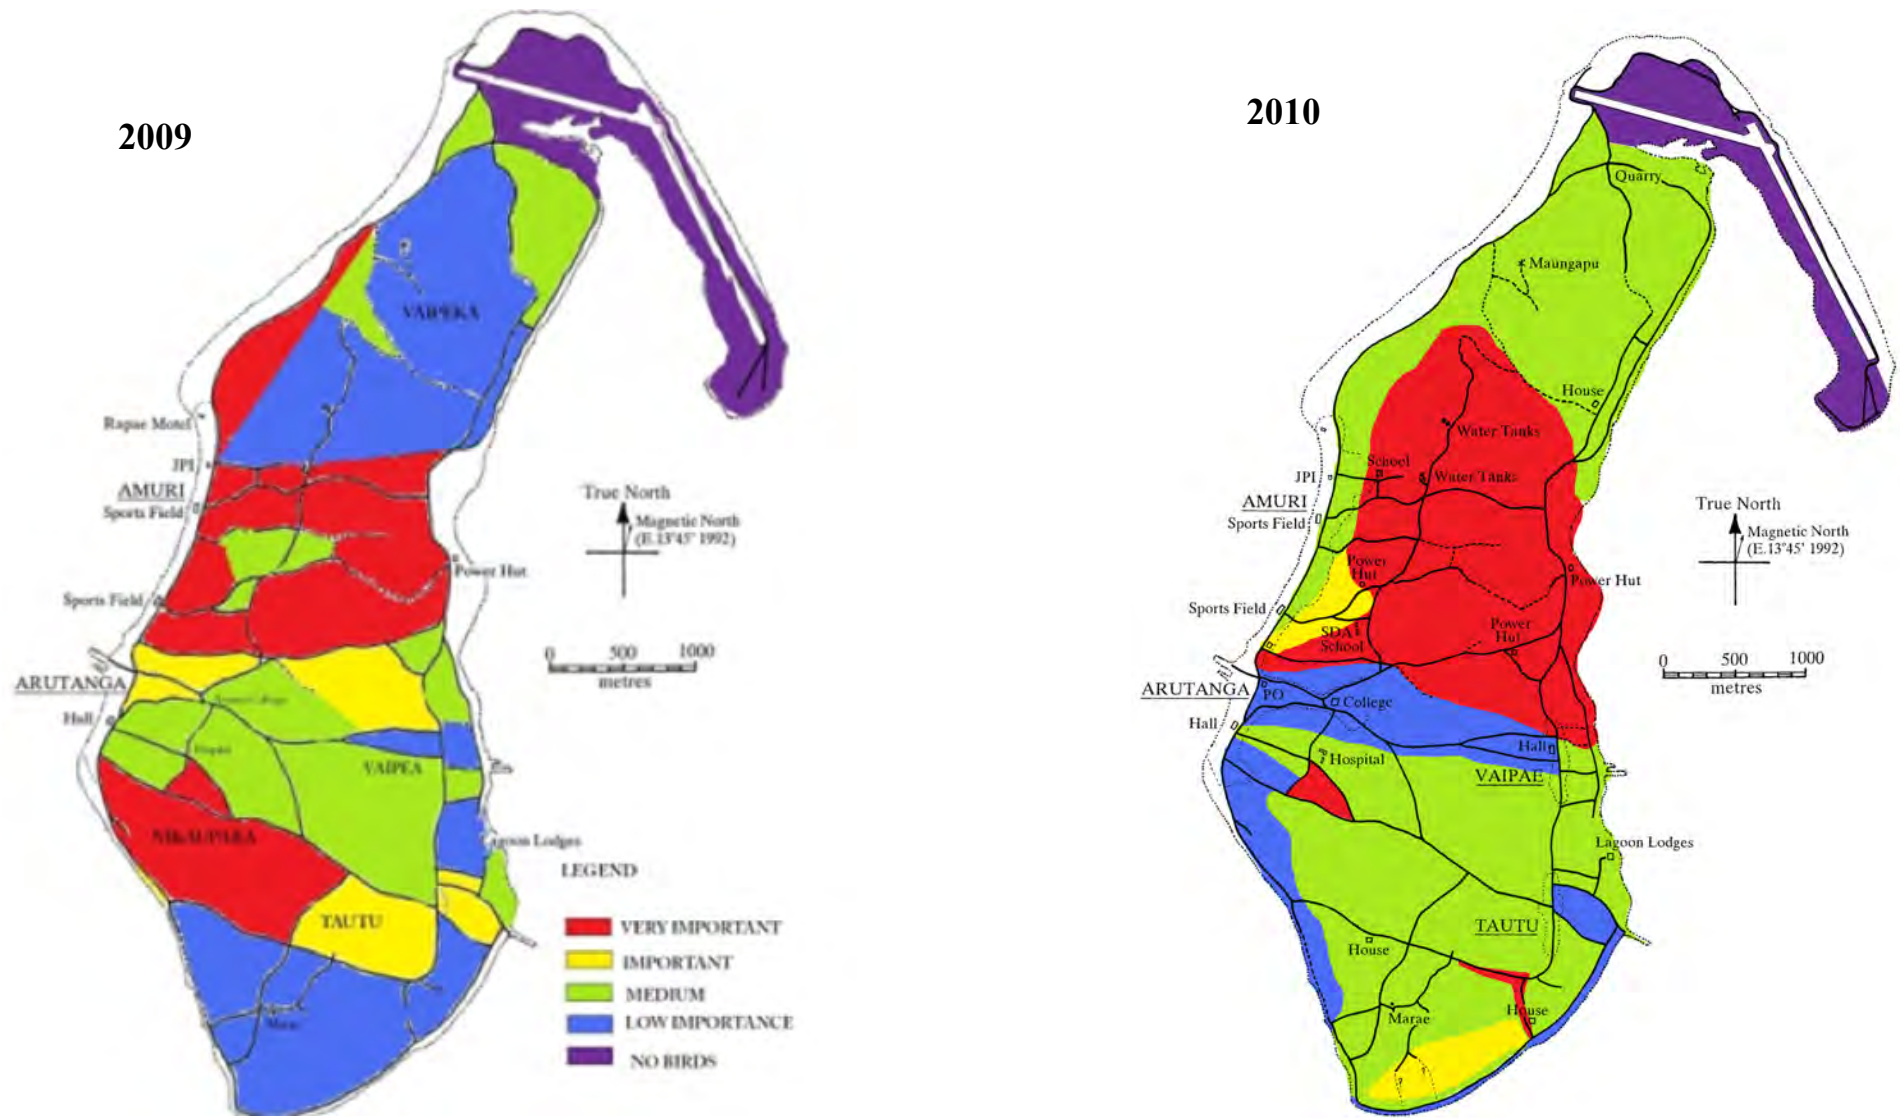 2009
VAIPEKA
Rapae Motel
JPI
AMURI
Sports Field
Power Hut
Sports Field
ARUTANGA
Hall
Hospital
VAIPEA
Lagoon Lodges
TAUTU
Marae
True North
Magnetic North
(E.13°45' 1992)
0 500 1000
metres
LEGEND
VERY IMPORTANT
IMPORTANT
MEDIUM
LOW IMPORTANCE
NO BIRDS
2010
Quarry
Maungapu
House
Water Tanks
School
JPI
Water Tanks
AMURI
Sports Field
Power
Hut
Power Hut
Sports Field
SDA
School
Power
Hut
ARUTANGA
PO
College
Hall
Hall
Hospital
VAIPAE
Lagoon Lodges
TAUTU
House
House
Marae
? ?
True North
Magnetic North
(E.13°45' 1992)
0 500 1000
metres